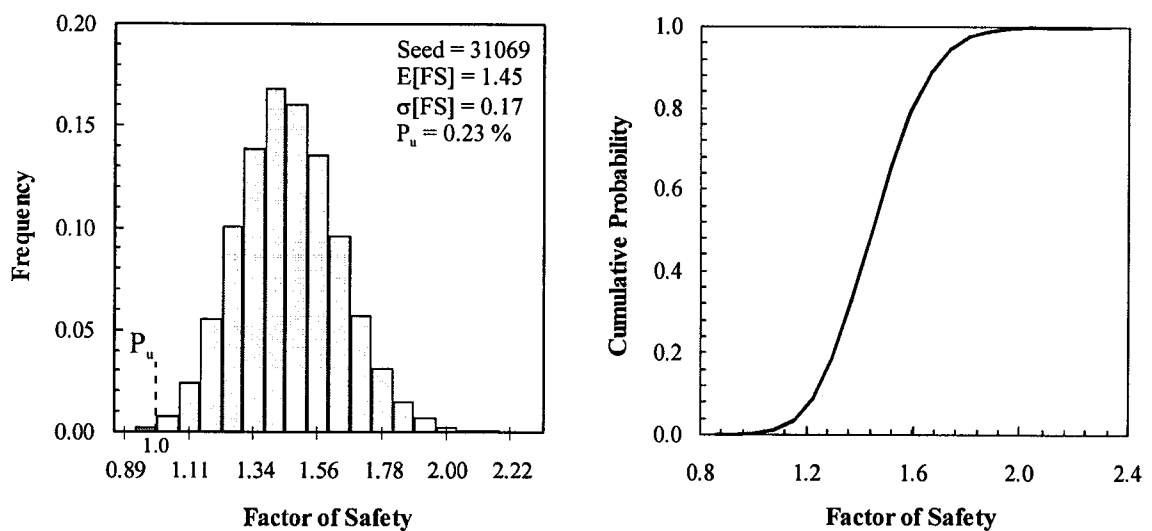 0.20
0.15
0.10
0.05
0.00
Frequency
Seed = 31069
E[FS] = 1.45
σ[FS] = 0.17
Pu = 0.23 %
Pu
1.0
0.89 1.11 1.34 1.56 1.78 2.00 2.22
Factor of Safety
1.0
0.8
0.6
0.4
0.2
0.0
Cumulative Probability
0.8 1.2 1.6 2.0 2.4
Factor of Safety